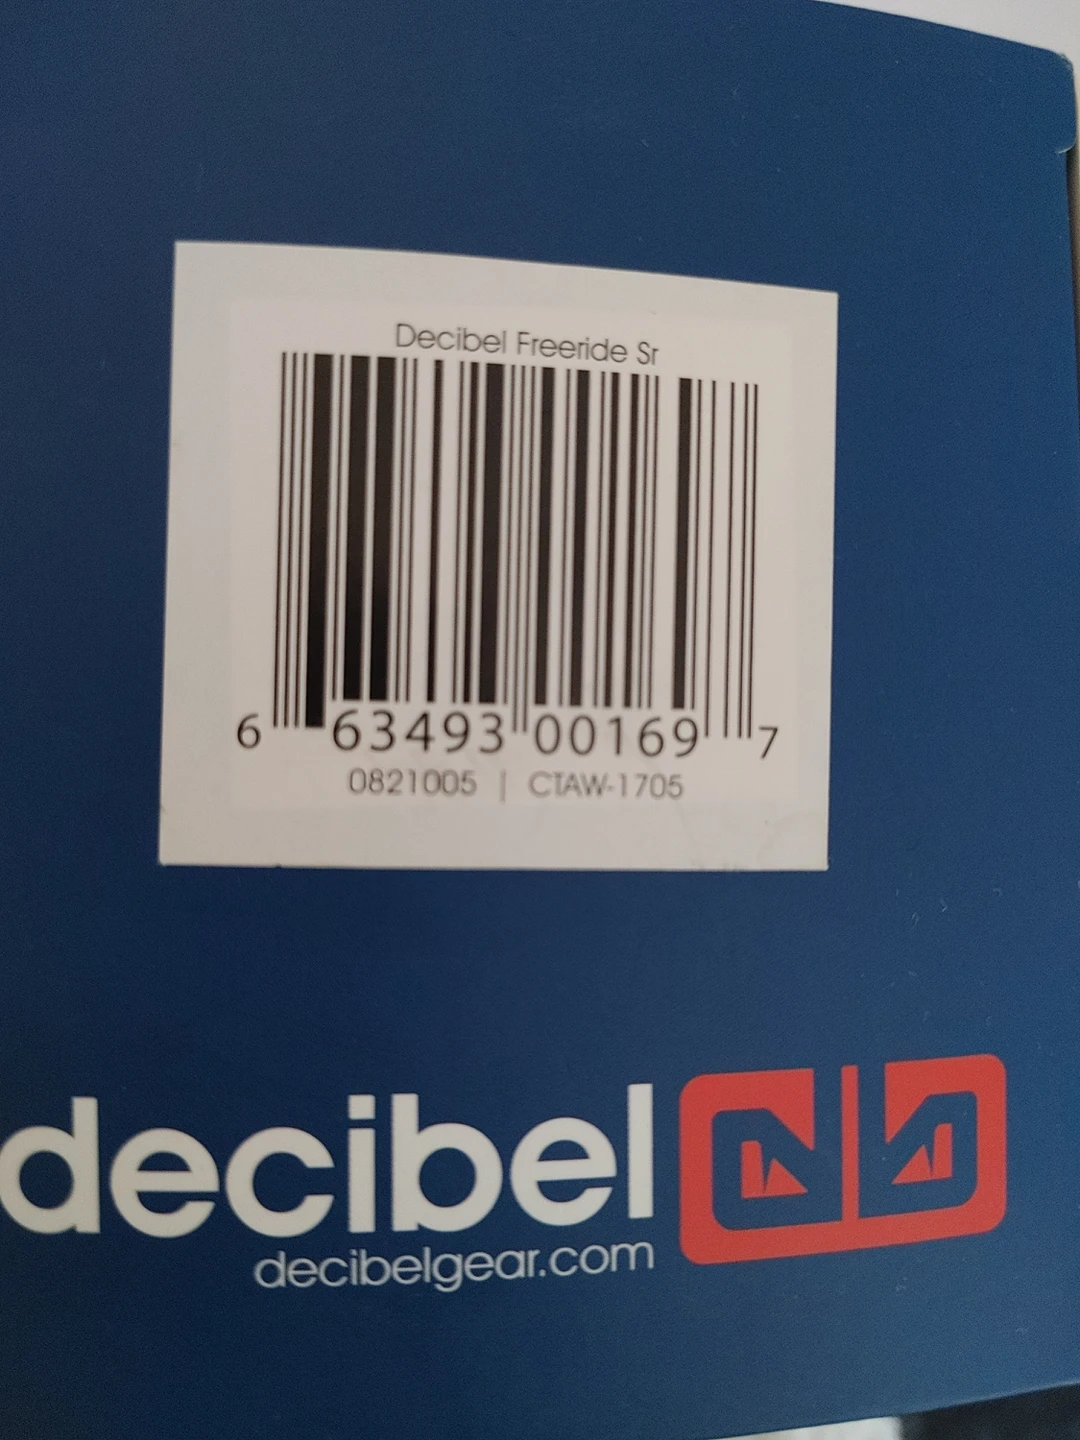 Decibel Freeride Sr
6 63493 00169 7
0821005 | CTAW-1705
decibel
decibelgear.com